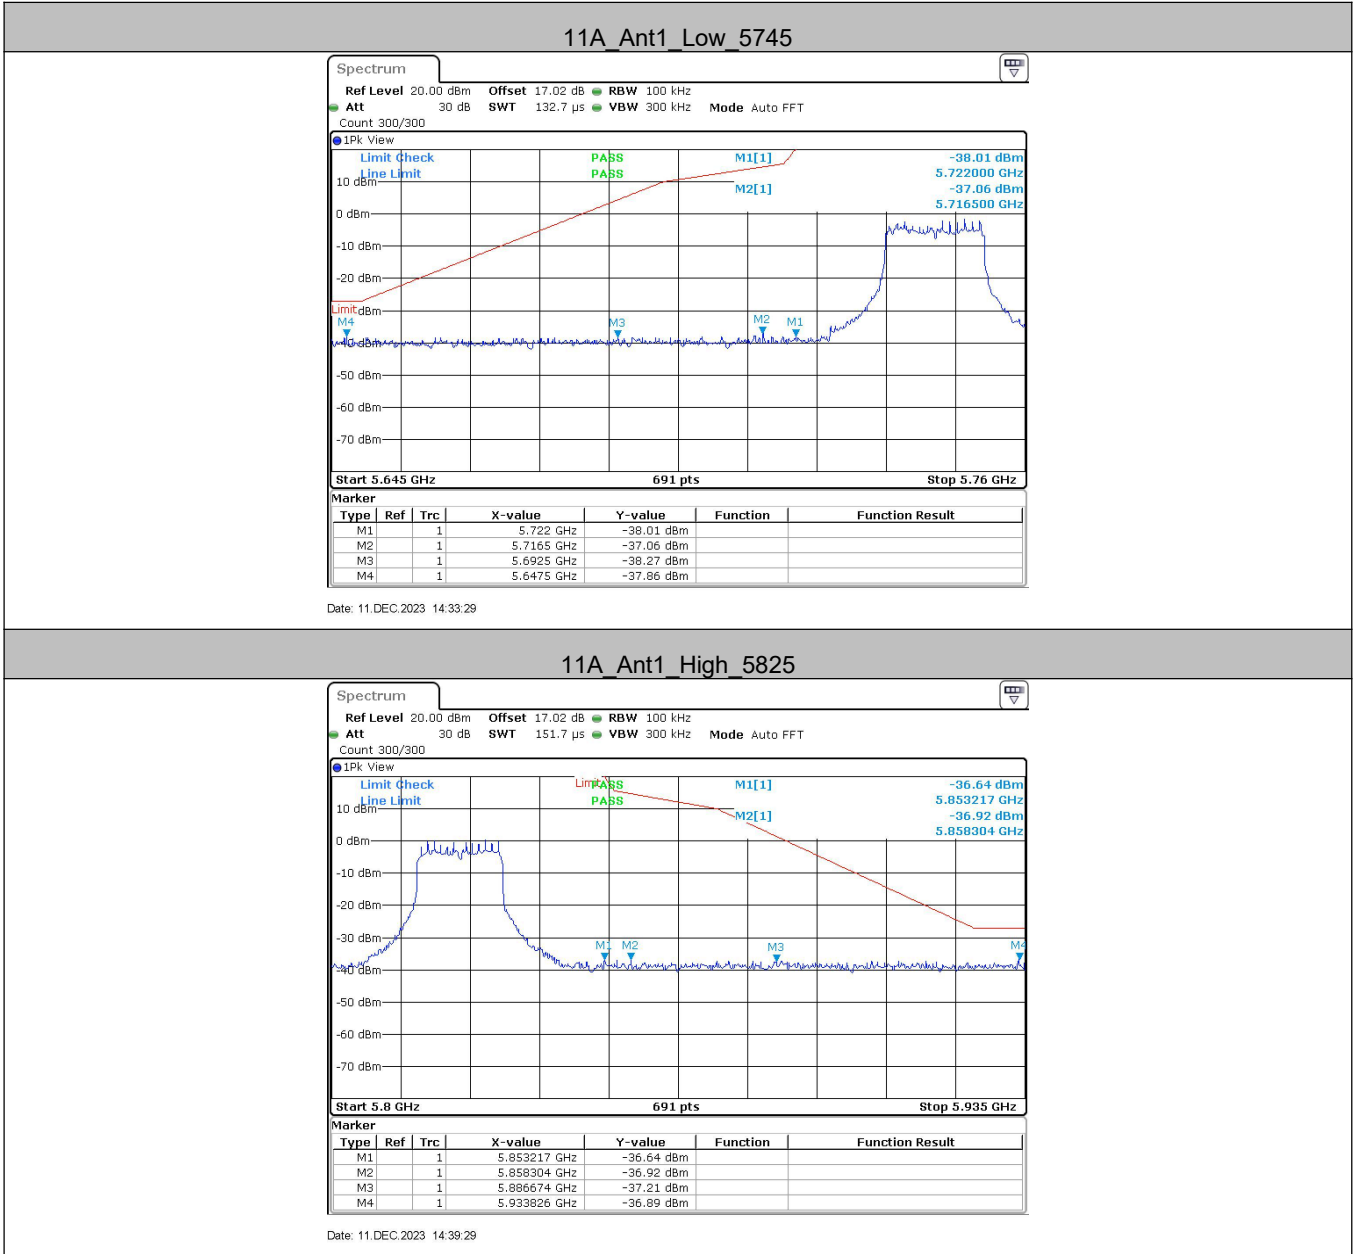 11A_Ant1_Low_5745
Spectrum
Ref Level 20.00 dBm Offset 17.02 dB RBW 100 kHz
Att 30 dB SWT 132.7 µs VBW 300 kHz Mode Auto FFT
Count 300/300
1Pk View
Limit Check PASS M1[1] -38.01 dBm
Line Limit PASS 5.722000 GHz
10 dBm M2[1] -37.06 dBm
5.716500 GHz
0 dBm
-10 dBm
-20 dBm
Limit dBm
M4 M3 M2 M1
-40 dBm
-50 dBm
-60 dBm
-70 dBm
Start 5.645 GHz 691 pts Stop 5.76 GHz
Marker
Type Ref Trc X-value Y-value Function Function Result
M1 1 5.722 GHz -38.01 dBm
M2 1 5.7165 GHz -37.06 dBm
M3 1 5.6925 GHz -38.27 dBm
M4 1 5.6475 GHz -37.86 dBm
Date: 11.DEC.2023 14:33:29
11A_Ant1_High_5825
Spectrum
Ref Level 20.00 dBm Offset 17.02 dB RBW 100 kHz
Att 30 dB SWT 151.7 µs VBW 300 kHz Mode Auto FFT
Count 300/300
1Pk View
Limit Check Limit PASS M1[1] -36.64 dBm
Line Limit PASS 5.853217 GHz
10 dBm M2[1] -36.92 dBm
5.858304 GHz
0 dBm
-10 dBm
-20 dBm
-30 dBm
M1 M2 M3 M4
-40 dBm
-50 dBm
-60 dBm
-70 dBm
Start 5.8 GHz 691 pts Stop 5.935 GHz
Marker
Type Ref Trc X-value Y-value Function Function Result
M1 1 5.853217 GHz -36.64 dBm
M2 1 5.858304 GHz -36.92 dBm
M3 1 5.886674 GHz -37.21 dBm
M4 1 5.933826 GHz -36.89 dBm
Date: 11.DEC.2023 14:39:29